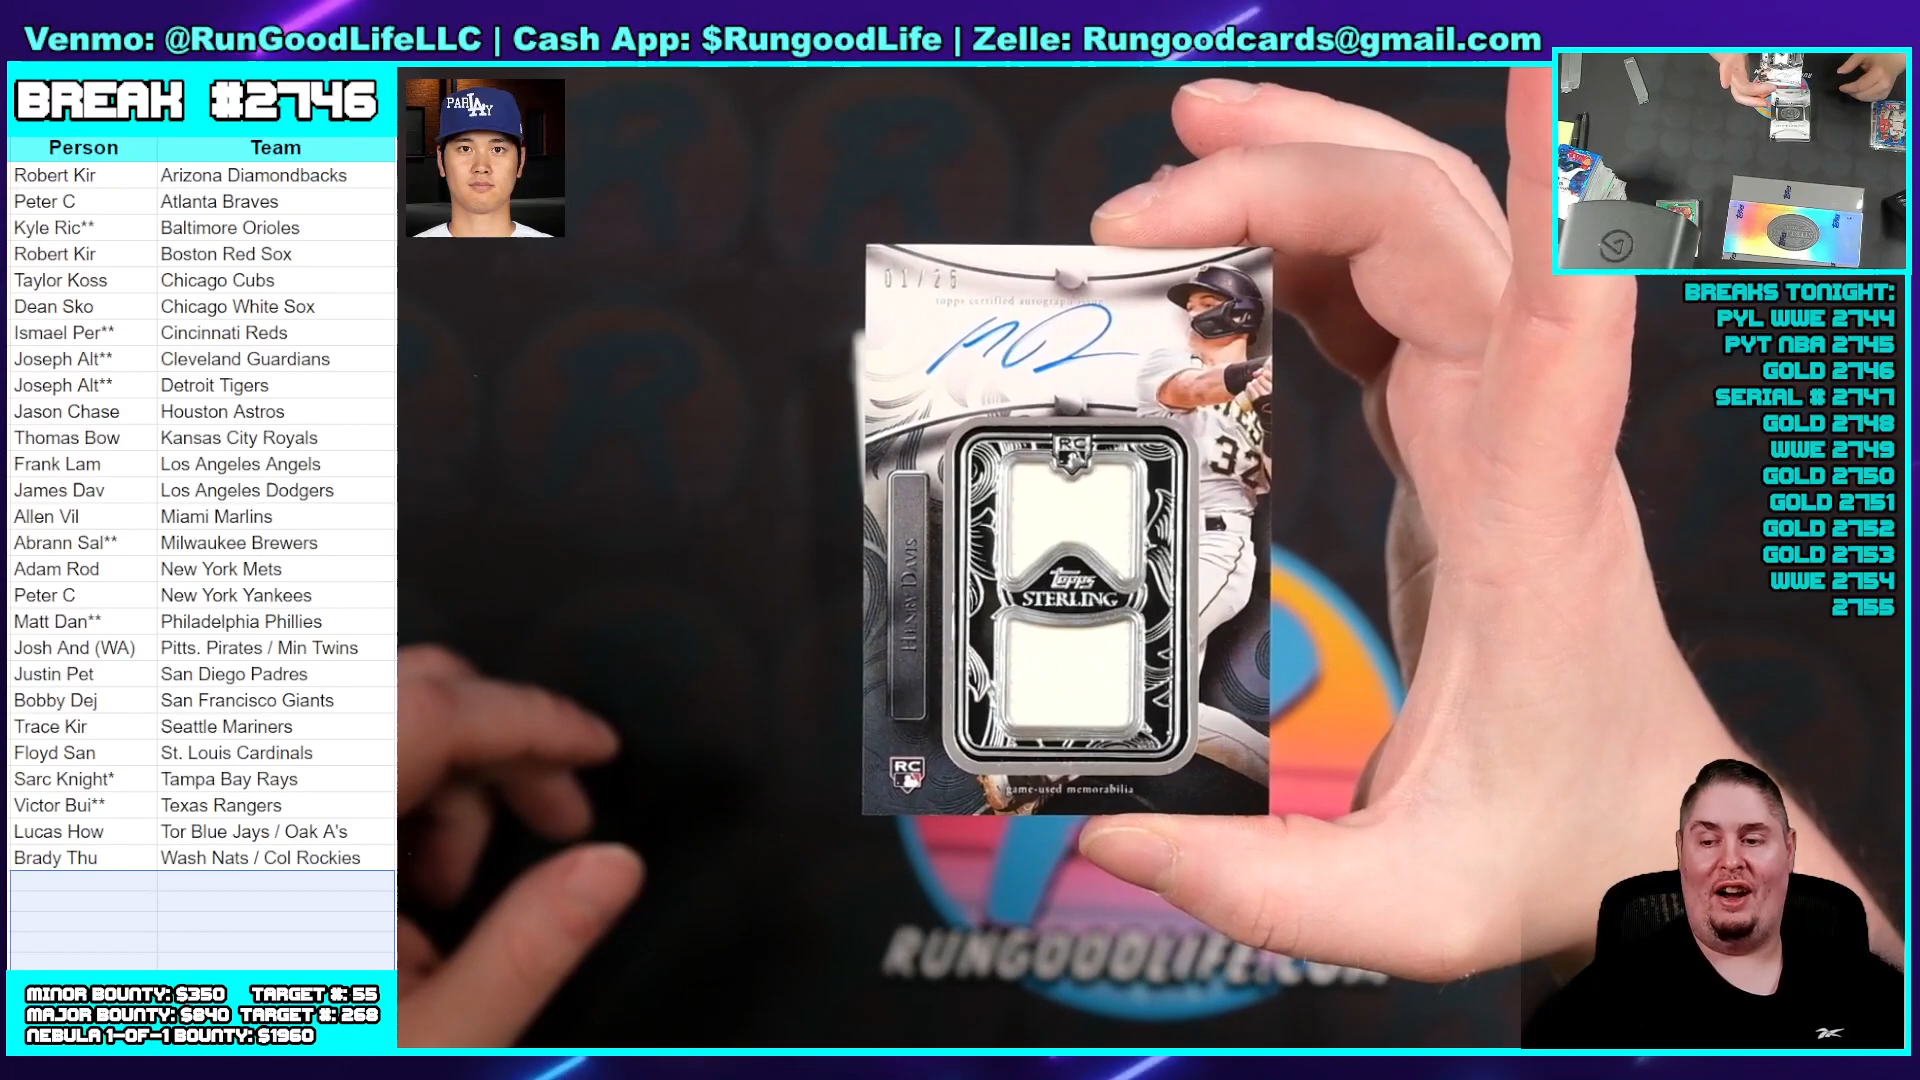 Venmo: @RunGoodLifeLLC | Cash App: $RungoodLife | Zelle: Rungoodcards@gmail.com
BREAK #2746
Person Team
Robert Kir Arizona Diamondbacks
Peter C Atlanta Braves
Kyle Ric** Baltimore Orioles
Robert Kir Boston Red Sox
Taylor Koss Chicago Cubs
Dean Sko Chicago White Sox
Ismael Per** Cincinnati Reds
Joseph Alt** Cleveland Guardians
Joseph Alt** Detroit Tigers
Jason Chase Houston Astros
Thomas Bow Kansas City Royals
Frank Lam Los Angeles Angels
James Dav Los Angeles Dodgers
Allen Vil Miami Marlins
Abrann Sal** Milwaukee Brewers
Adam Rod New York Mets
Peter C New York Yankees
Matt Dan** Philadelphia Phillies
Josh And (WA) Pitts. Pirates / Min Twins
Justin Pet San Diego Padres
Bobby Dej San Francisco Giants
Trace Kir Seattle Mariners
Floyd San St. Louis Cardinals
Sarc Knight* Tampa Bay Rays
Victor Bui** Texas Rangers
Lucas How Tor Blue Jays / Oak A's
Brady Thu Wash Nats / Col Rockies
MINOR BOUNTY: $350 TARGET #: 55
MAJOR BOUNTY: $840 TARGET #: 268
NEBULA 1-OF-1 BOUNTY: $1960
PARLAY
01/25
topps certified autograph issue
32
RC
topps
STERLING
HENRY DAVIS
RC
game-used memorabilia
RUNGOODLIFE.COM
BREAKS TONIGHT:
PYL WWE 2744
PYT NBA 2745
GOLD 2746
SERIAL # 2747
GOLD 2748
WWE 2749
GOLD 2750
GOLD 2751
GOLD 2752
GOLD 2753
WWE 2754
2755